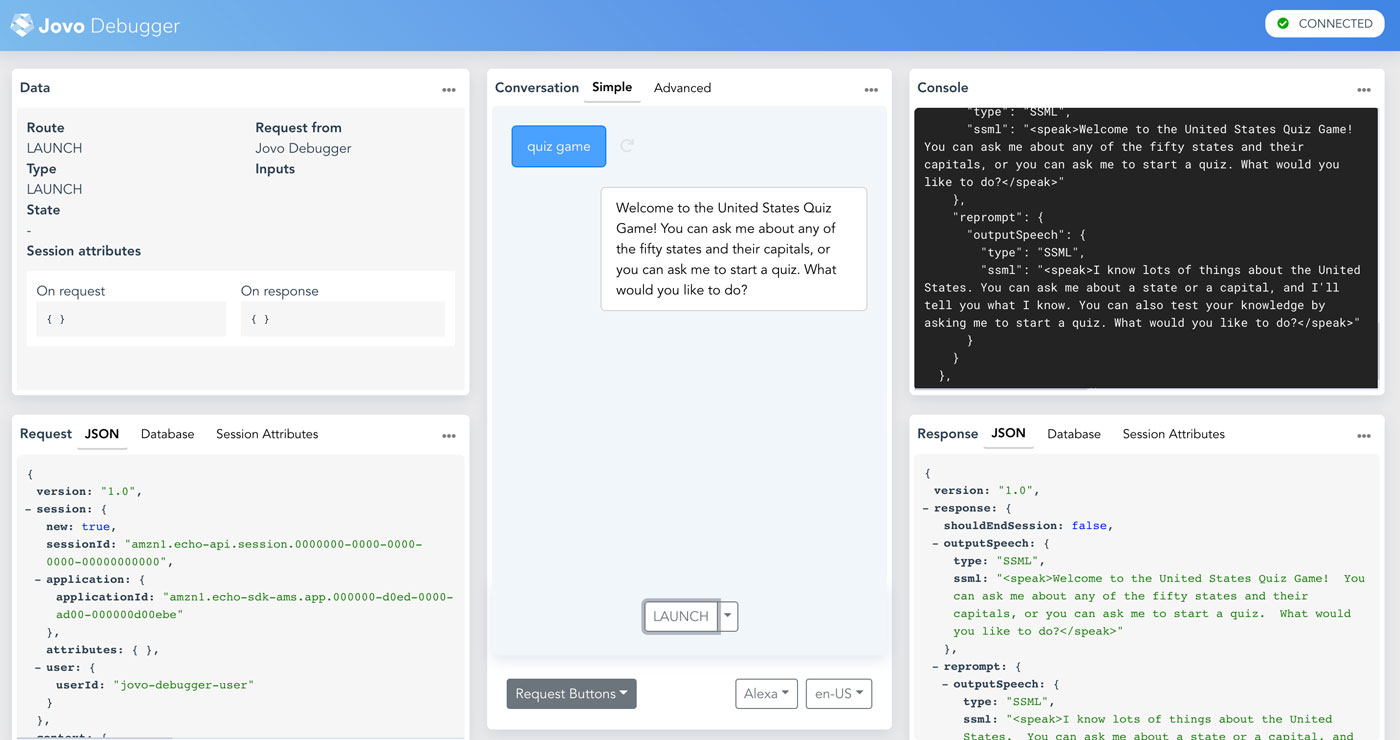 Jovo Debugger
CONNECTED
Data
Route
LAUNCH
Type
LAUNCH
State
-
Session attributes
Request from
Jovo Debugger
Inputs
On request
{ }
On response
{ }
Request JSON Database Session Attributes
{
version: "1.0",
– session: {
new: true,
sessionId: "amzn1.echo-api.session.0000000-0000-0000-
0000-00000000000",
– application: {
applicationId: "amzn1.echo-sdk-ams.app.000000-d0ed-0000-
ad00-000000d00ebe"
},
attributes: { },
– user: {
userId: "jovo-debugger-user"
}
},
Conversation Simple Advanced
quiz game
Welcome to the United States Quiz
Game! You can ask me about any of
the fifty states and their capitals, or
you can ask me to start a quiz. What
would you like to do?
LAUNCH
Request Buttons
Alexa
en-US
Console
"type": "SSML",
"ssml": "<speak>Welcome to the United States Quiz Game!
You can ask me about any of the fifty states and their
capitals, or you can ask me to start a quiz. What would you
like to do?</speak>"
},
"reprompt": {
"outputSpeech": {
"type": "SSML",
"ssml": "<speak>I know lots of things about the United
States. You can ask me about a state or a capital, and I'll
tell you what I know. You can also test your knowledge by
asking me to start a quiz. What would you like to do?</speak>"
}
}
},
Response JSON Database Session Attributes
{
version: "1.0",
– response: {
shouldEndSession: false,
– outputSpeech: {
type: "SSML",
ssml: "<speak>Welcome to the United States Quiz Game!  You
can ask me about any of the fifty states and their
capitals, or you can ask me to start a quiz.  What would
you like to do?</speak>"
},
– reprompt: {
– outputSpeech: {
type: "SSML",
ssml: "<speak>I know lots of things about the United
States.  You can ask me about a state or a capital, and